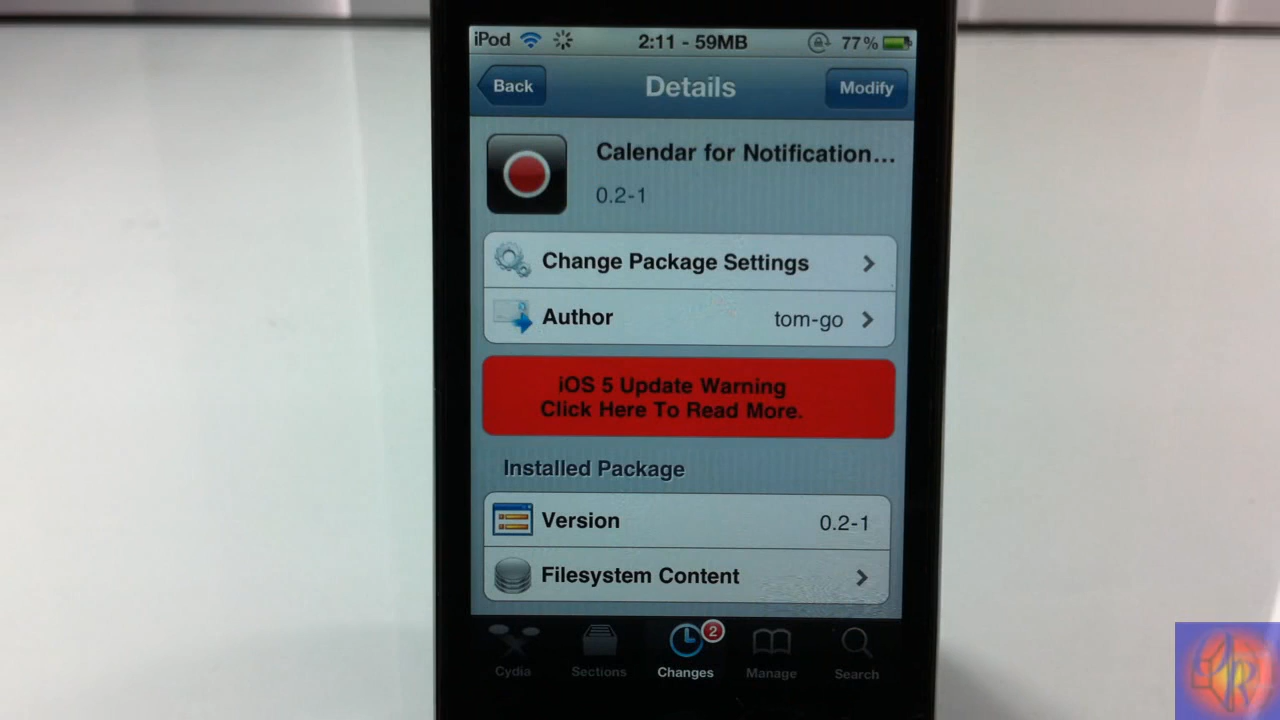 iPod 2:11 - 59MB 77%
Back Details Modify
Calendar for Notification...
0.2-1
Change Package Settings
Author tom-go
iOS 5 Update Warning
Click Here To Read More.
Installed Package
Version 0.2-1
Filesystem Content
2
Cydia Sections Changes Manage Search